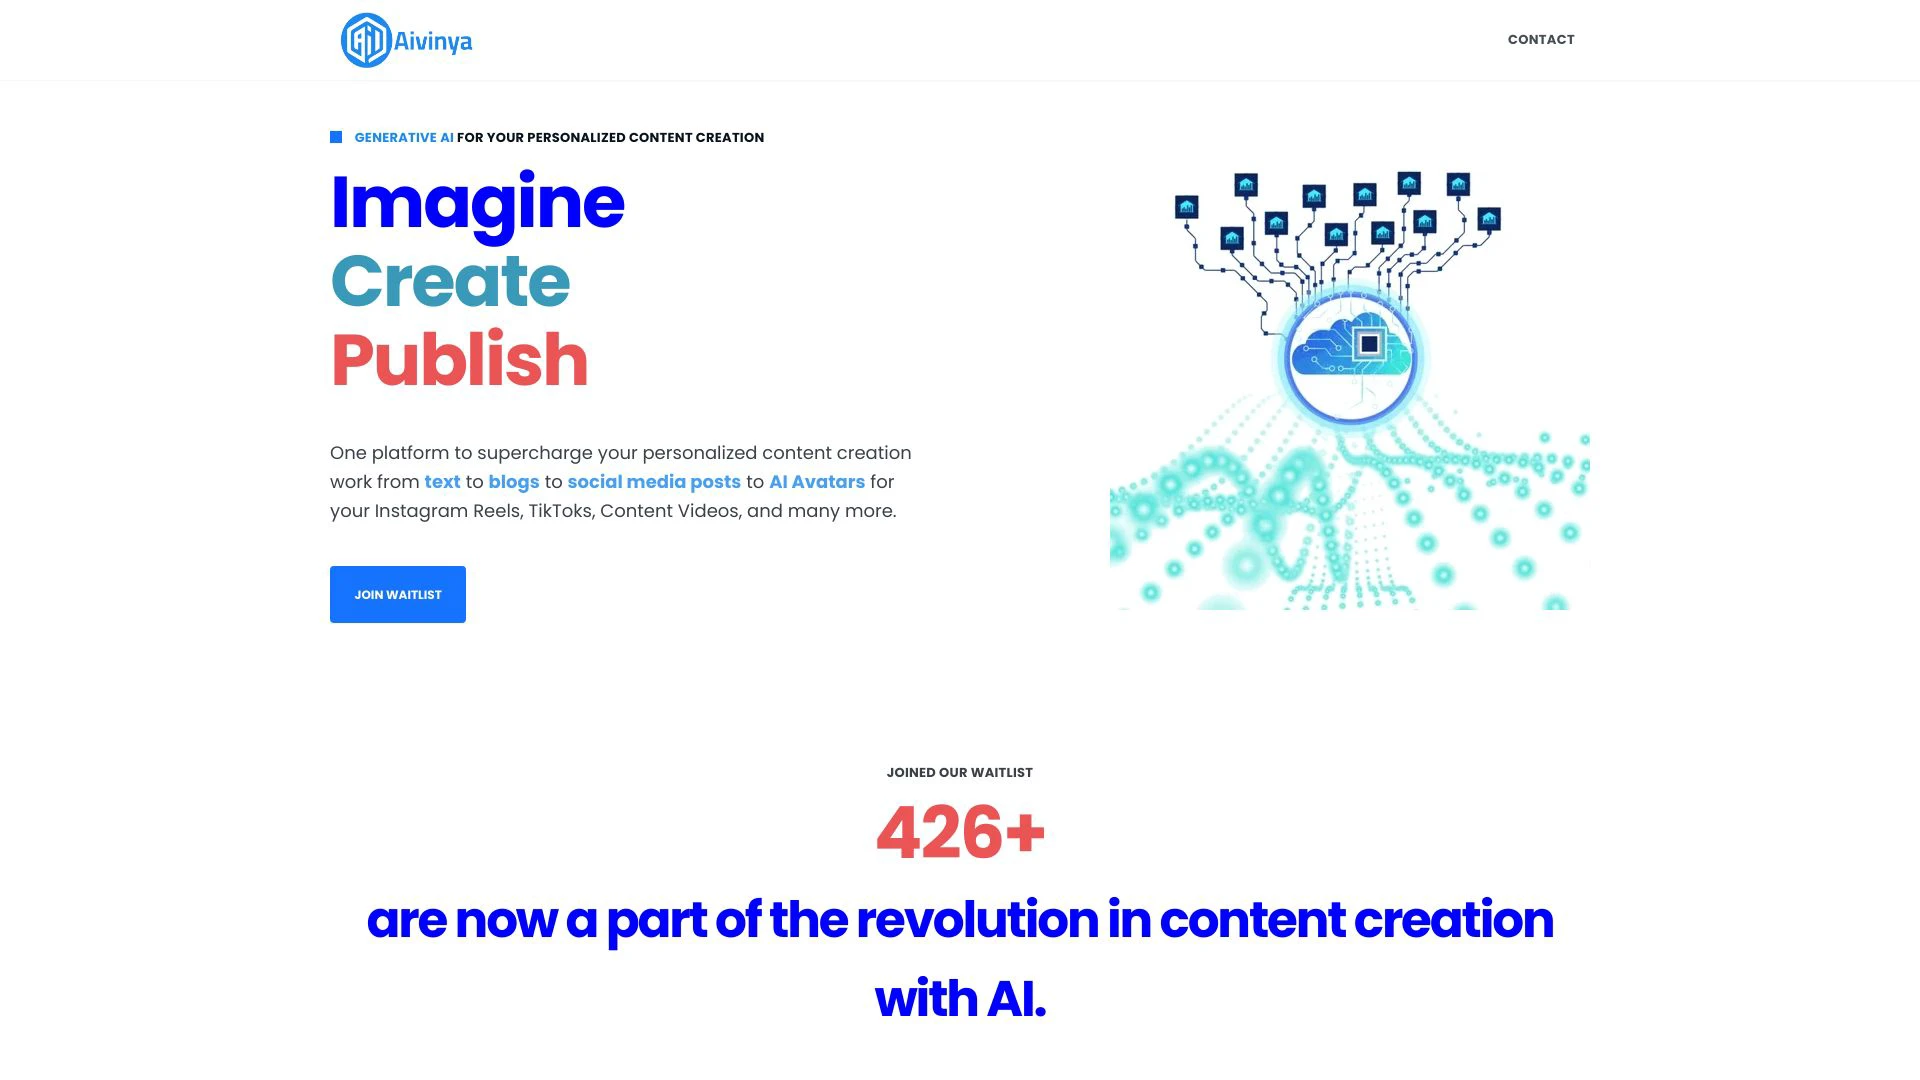 Aivinya
CONTACT
GENERATIVE AI FOR YOUR PERSONALIZED CONTENT CREATION
Imagine
Create
Publish
One platform to supercharge your personalized content creation
work from text to blogs to social media posts to AI Avatars for
your Instagram Reels, TikToks, Content Videos, and many more.
JOIN WAITLIST
JOINED OUR WAITLIST
426+
are now a part of the revolution in content creation
with AI.